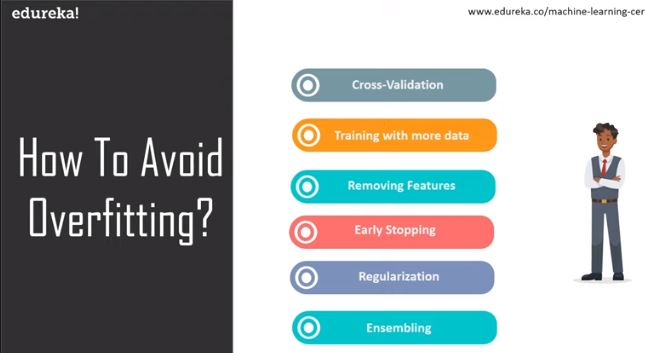 edureka!
www.edureka.co/machine-learning-cer
How To Avoid
Overfitting?
Cross-Validation
Training with more data
Removing Features
Early Stopping
Regularization
Ensembling